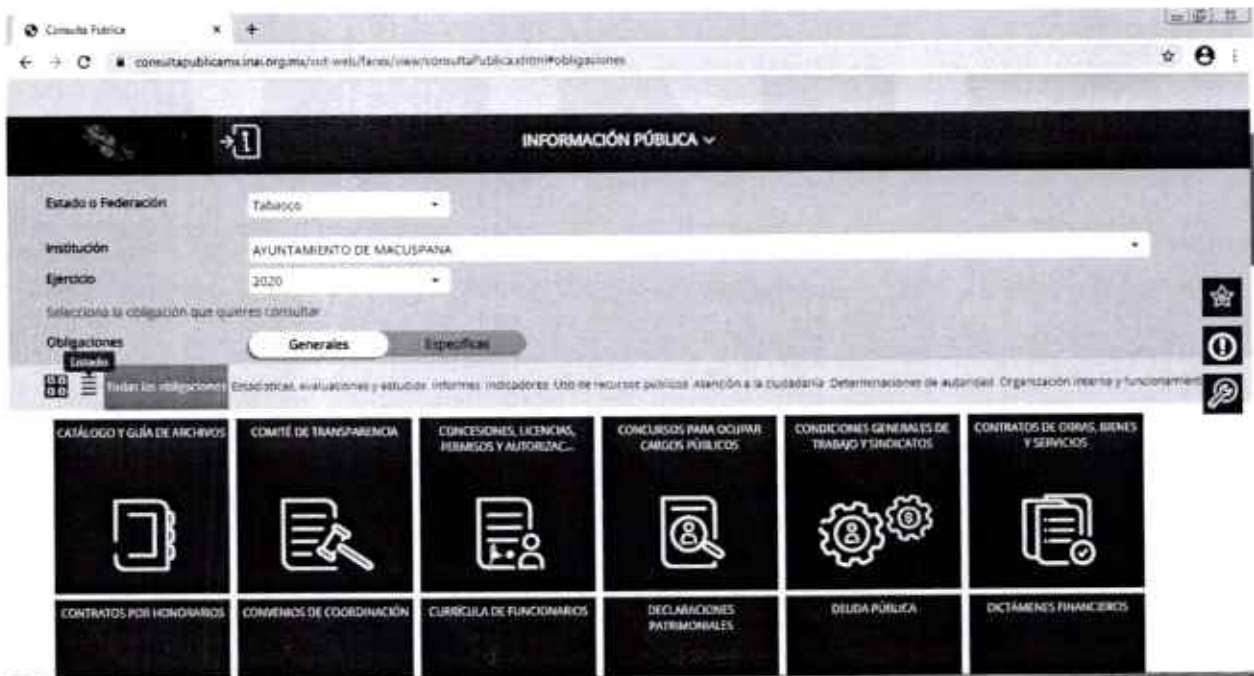 Consulta Publica
consultapublicamx.inai.org.mx/vut-web/faces/view/consultaPublica.xhtml#obligaciones
INFORMACIÓN PÚBLICA
Estado o Federación
Tabasco
Institución
AYUNTAMIENTO DE MACUSPANA
Ejercicio
2020
Selecciona la obligación que quieres consultar
Obligaciones
Generales
Específicas
Listado
Todas las obligaciones Estadísticas, evaluaciones y estudios Informes Indicadores Uso de recursos públicos Atención a la ciudadanía Determinaciones de autoridad Organización interna y funcionamien
CATÁLOGO Y GUÍA DE ARCHIVOS
COMITÉ DE TRANSPARENCIA
CONCESIONES, LICENCIAS,
PERMISOS Y AUTORIZAC...
CONCURSOS PARA OCUPAR
CARGOS PÚBLICOS
CONDICIONES GENERALES DE
TRABAJO Y SINDICATOS
CONTRATOS DE OBRAS, BIENES
Y SERVICIOS
CONTRATOS POR HONORARIOS
CONVENIOS DE COORDINACIÓN
CURRÍCULA DE FUNCIONARIOS
DECLARACIONES
PATRIMONIALES
DEUDA PÚBLICA
DICTÁMENES FINANCIEROS